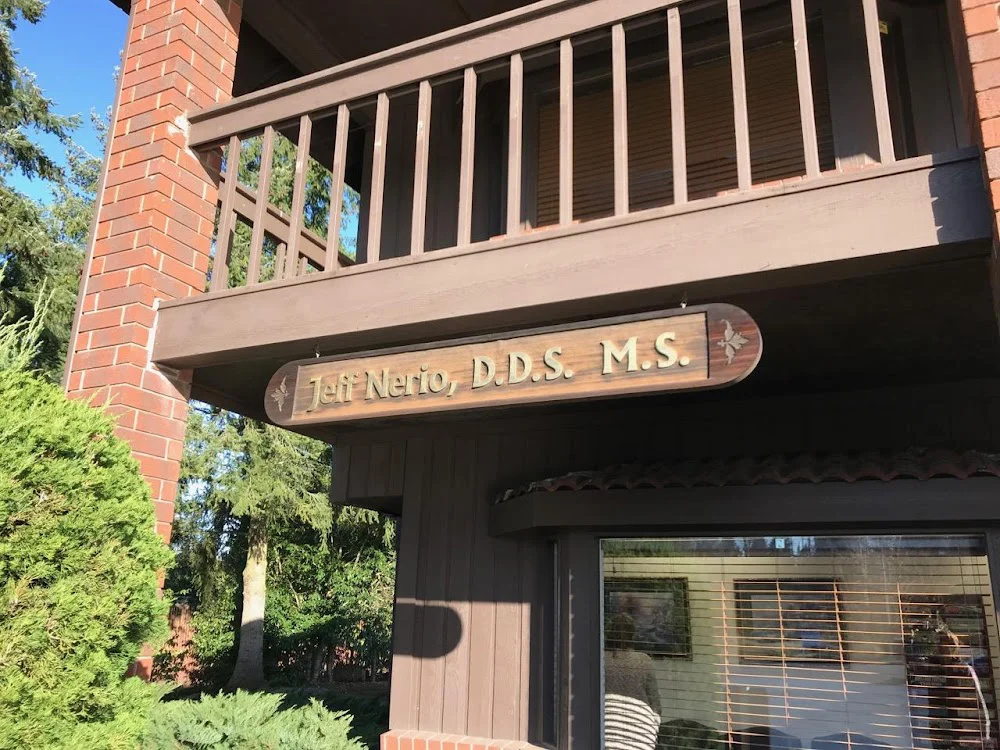 Jeff Nerio, D.D.S. M.S.